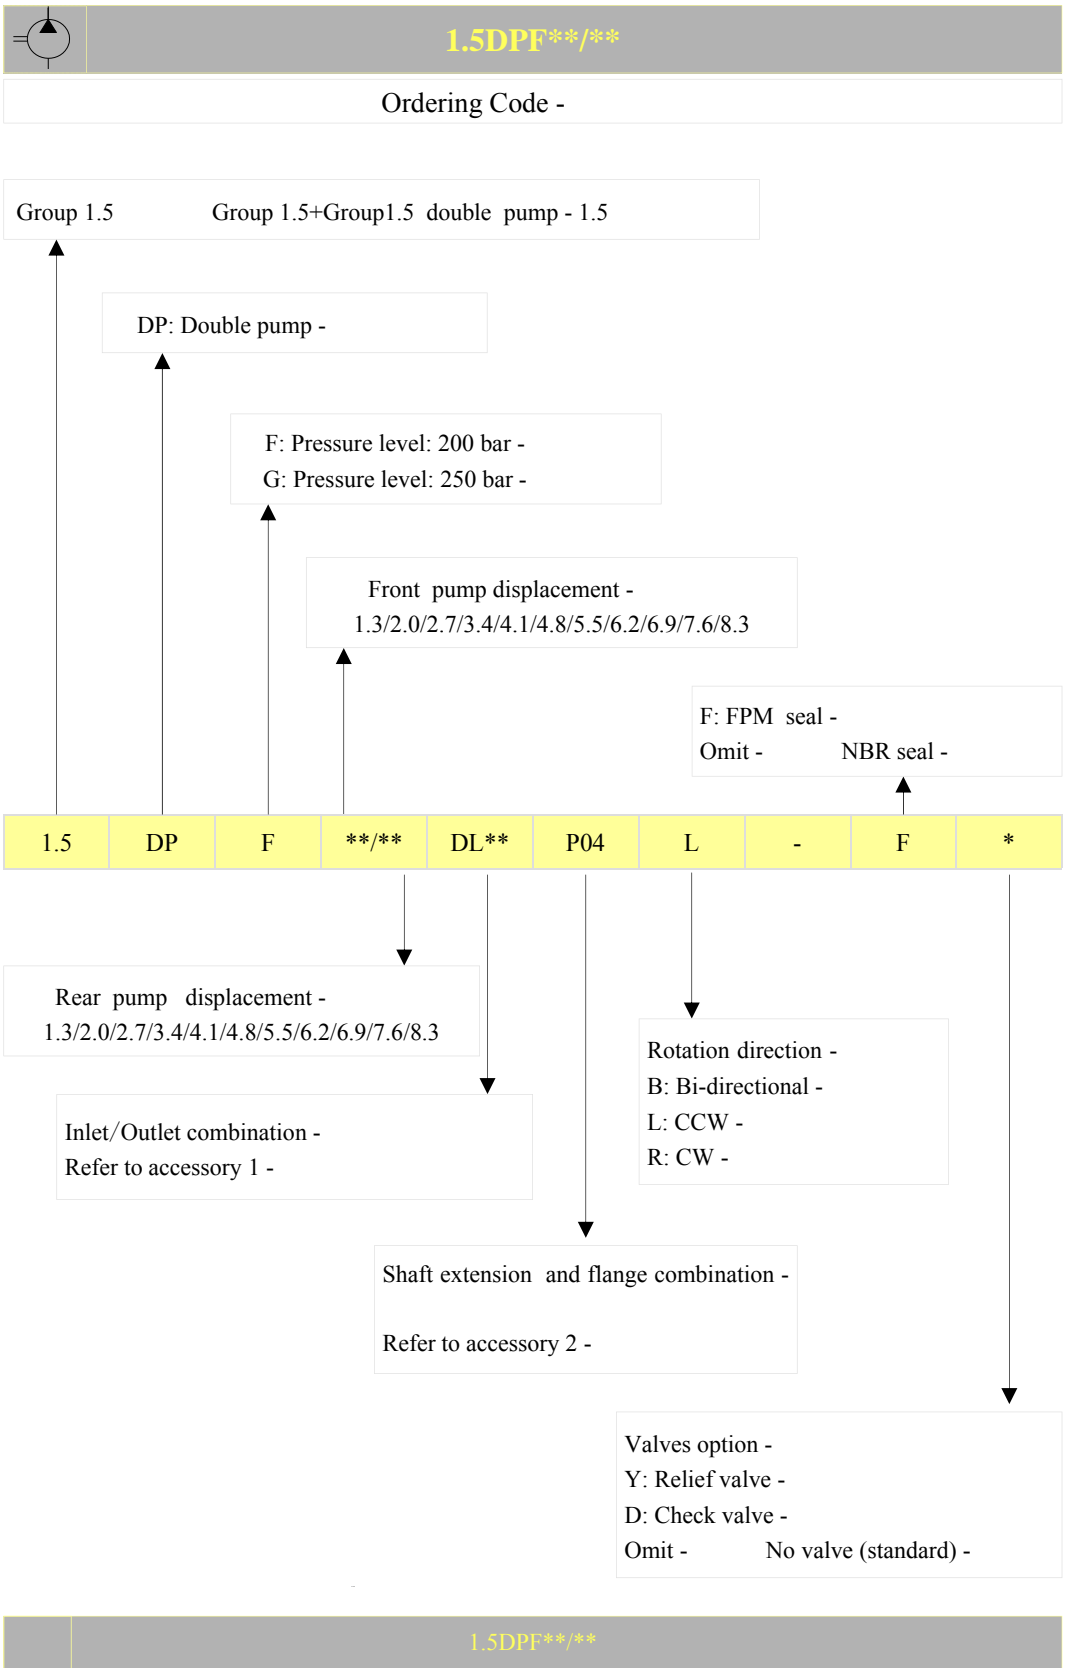 1.5DPF**/**
Ordering Code -
Group 1.5 Group 1.5+Group1.5 double pump - 1.5
DP: Double pump -
F: Pressure level: 200 bar -
G: Pressure level: 250 bar -
Front pump displacement -
1.3/2.0/2.7/3.4/4.1/4.8/5.5/6.2/6.9/7.6/8.3
F: FPM seal -
Omit - NBR seal -
1.5 DP F **/** DL** P04 L - F *
Rear pump displacement -
1.3/2.0/2.7/3.4/4.1/4.8/5.5/6.2/6.9/7.6/8.3
Rotation direction -
B: Bi-directional -
L: CCW -
R: CW -
Inlet/Outlet combination -
Refer to accessory 1 -
Shaft extension and flange combination -
Refer to accessory 2 -
Valves option -
Y: Relief valve -
D: Check valve -
Omit - No valve (standard) -
1.5DPF**/**